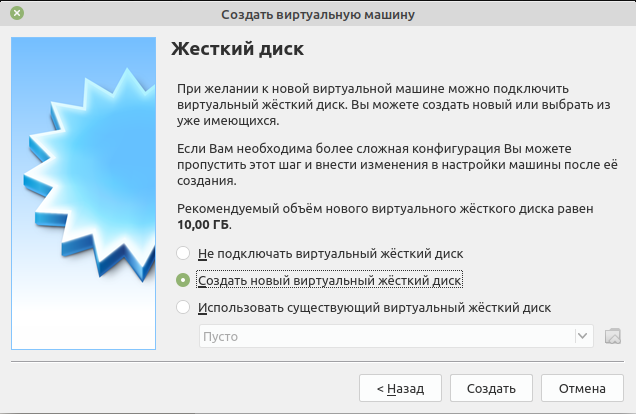 Создать виртуальную машину
Жесткий диск
При желании к новой виртуальной машине можно подключить
виртуальный жёсткий диск. Вы можете создать новый или выбрать из
уже имеющихся.
Если Вам необходима более сложная конфигурация Вы можете
пропустить этот шаг и внести изменения в настройки машины после её
создания.
Рекомендуемый объём нового виртуального жёсткого диска равен
10,00 ГБ.
Не подключать виртуальный жёсткий диск
Создать новый виртуальный жёсткий диск
Использовать существующий виртуальный жёсткий диск
Пусто
< Назад
Создать
Отмена